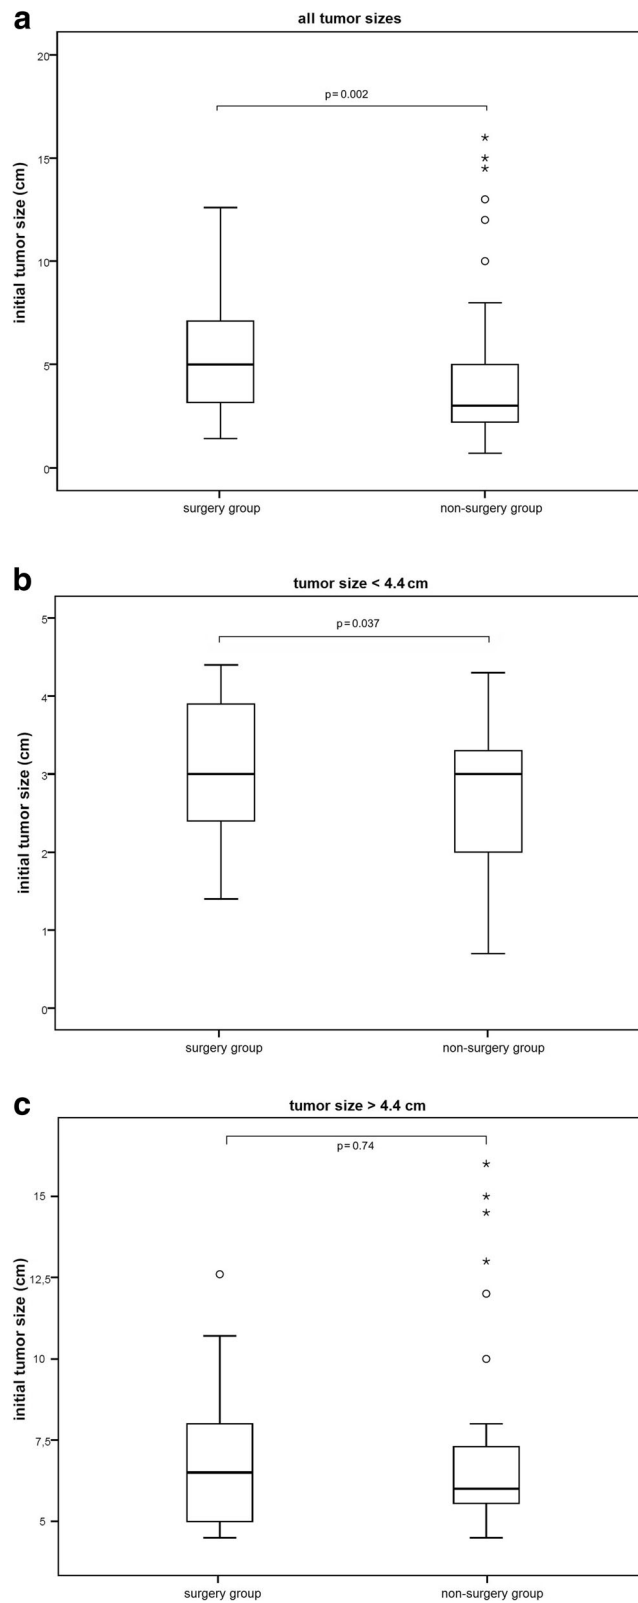 a
all tumor sizes
20
p=0.002
15
10
5
0
initial tumor size (cm)
surgery group
non-surgery group
b
tumor size < 4.4 cm
5
p=0.037
4
3
2
1
0
initial tumor size (cm)
surgery group
non-surgery group
c
tumor size > 4.4 cm
p=0.74
15
12,5
10
7,5
5
initial tumor size (cm)
surgery group
non-surgery group